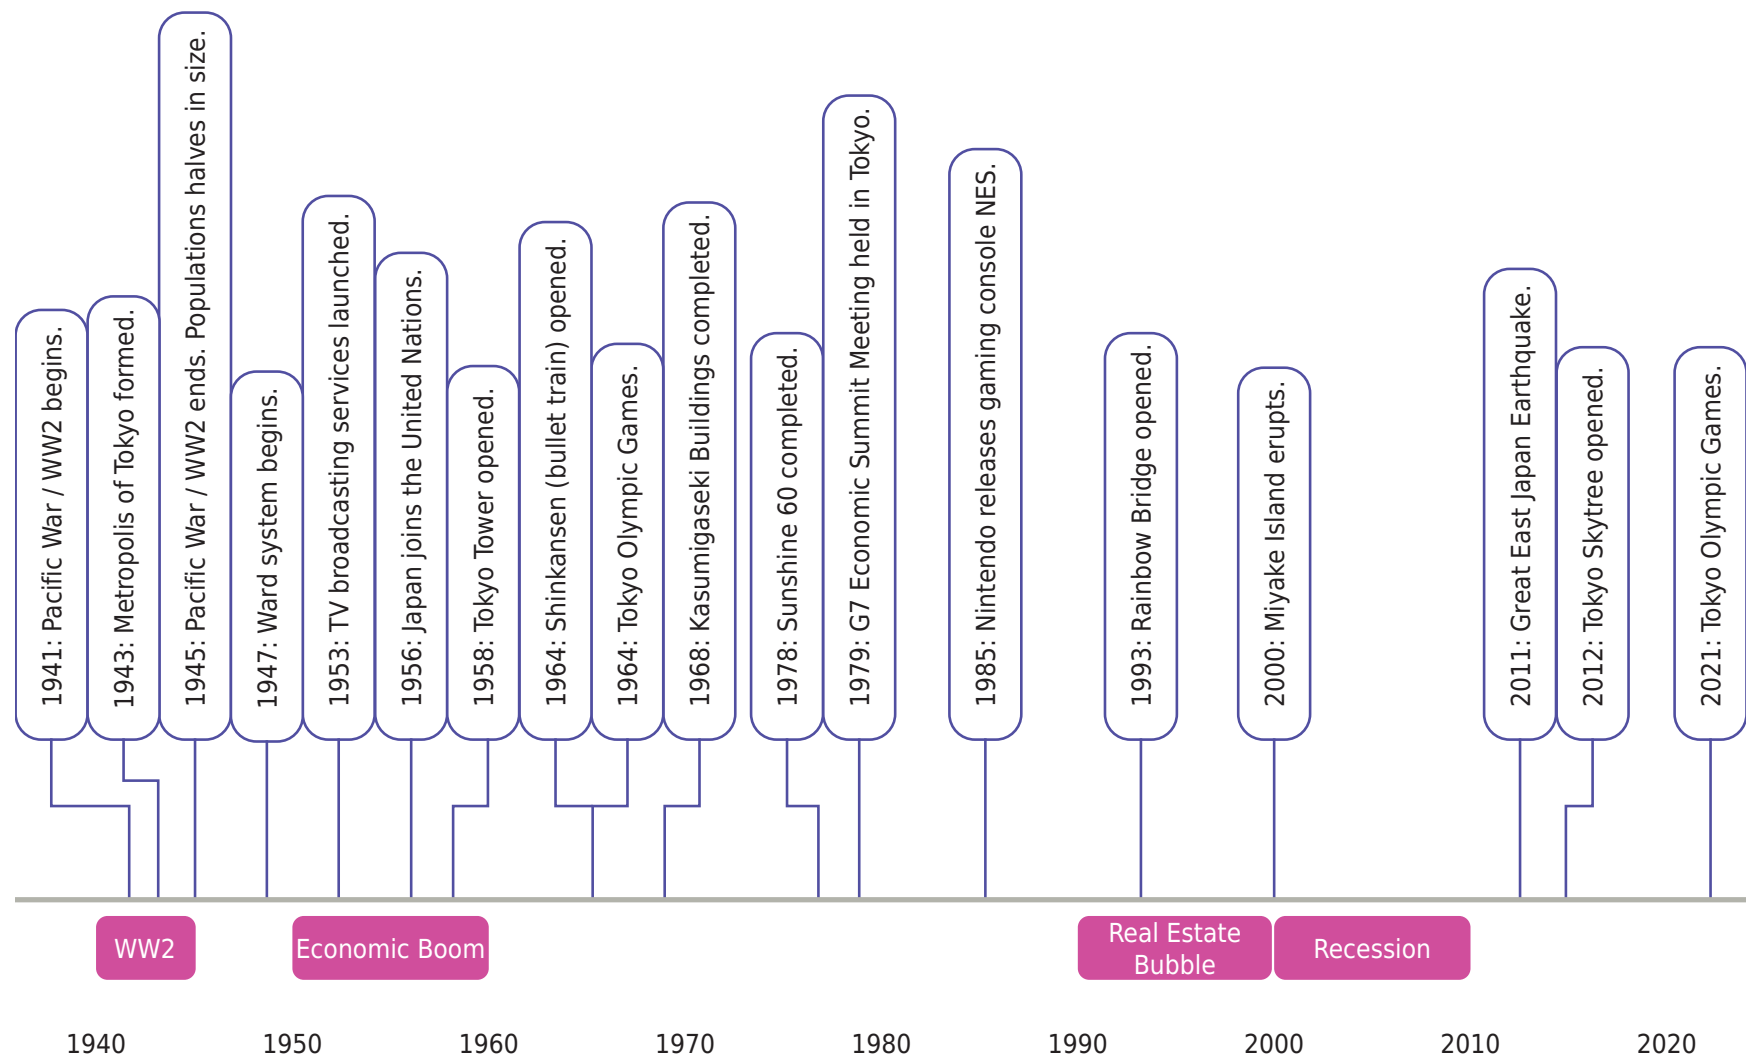 1941: Pacific War / WW2 begins.
1943: Metropolis of Tokyo formed.
1945: Pacific War / WW2 ends. Populations halves in size.
1947: Ward system begins.
1953: TV broadcasting services launched.
1956: Japan joins the United Nations.
1958: Tokyo Tower opened.
1964: Shinkansen (bullet train) opened.
1964: Tokyo Olympic Games.
1968: Kasumigaseki Buildings completed.
1978: Sunshine 60 completed.
1979: G7 Economic Summit Meeting held in Tokyo.
1985: Nintendo releases gaming console NES.
1993: Rainbow Bridge opened.
2000: Miyake Island erupts.
2011: Great East Japan Earthquake.
2012: Tokyo Skytree opened.
2021: Tokyo Olympic Games.
WW2
Economic Boom
Real Estate
Bubble
Recession
1940
1950
1960
1970
1980
1990
2000
2010
2020